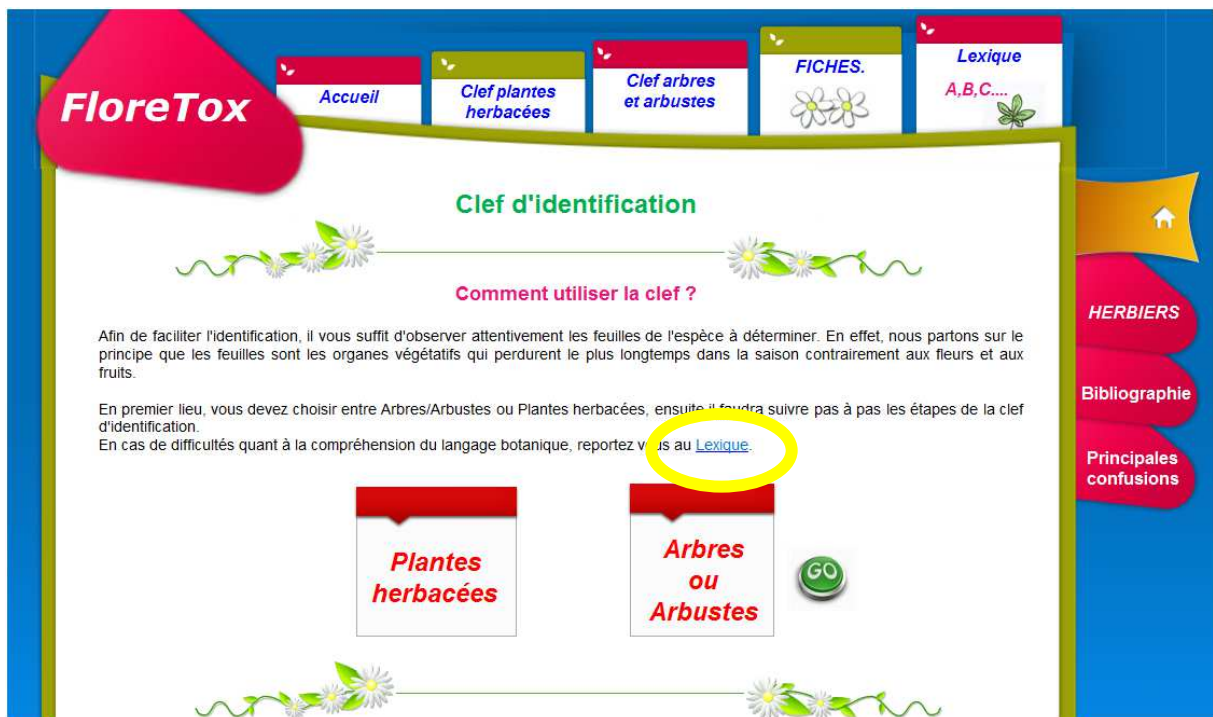 FloreTox
Accueil
Clef plantes
herbacées
Clef arbres
et arbustes
FICHES.
Lexique
A,B,C....
Clef d'identification
Comment utiliser la clef ?
Afin de faciliter l'identification, il vous suffit d'observer attentivement les feuilles de l'espèce à déterminer. En effet, nous partons sur le
principe que les feuilles sont les organes végétatifs qui perdurent le plus longtemps dans la saison contrairement aux fleurs et aux
fruits.
En premier lieu, vous devez choisir entre Arbres/Arbustes ou Plantes herbacées, ensuite il faudra suivre pas à pas les étapes de la clef
d'identification.
En cas de difficultés quant à la compréhension du langage botanique, reportez vous au Lexique.
Plantes
herbacées
Arbres
ou
Arbustes
GO
HERBIERS
Bibliographie
Principales
confusions